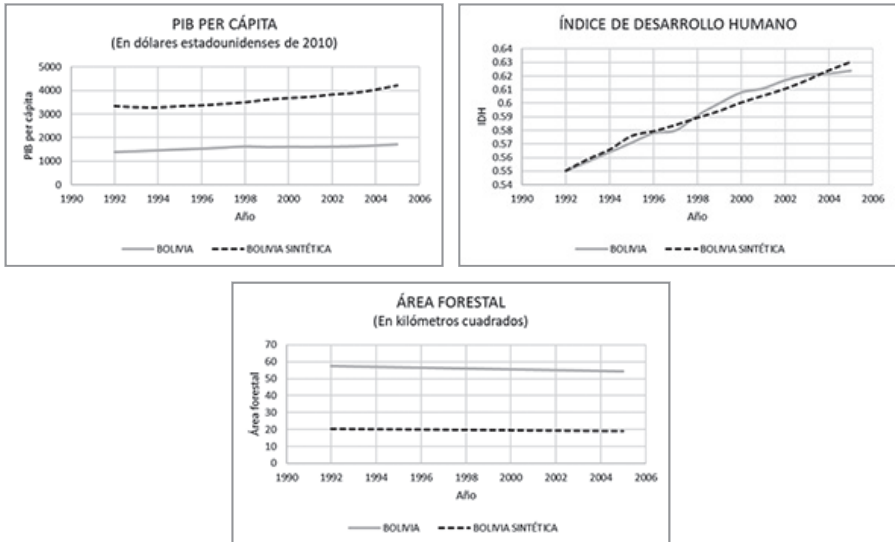 PIB PER CÁPITA
(En dólares estadounidenses de 2010)
PIB per cápita
5000
4000
3000
2000
1000
0
1990 1992 1994 1996 1998 2000 2002 2004 2006
Año
BOLIVIA BOLIVIA SINTÉTICA
ÍNDICE DE DESARROLLO HUMANO
IDH
0.64
0.63
0.62
0.6
0.59
0.58
0.56
0.55
0.54
1990 1992 1994 1996 1998 2000 2002 2004 2006
Año
BOLIVIA BOLIVIA SINTÉTICA
ÁREA FORESTAL
(En kilómetros cuadrados)
Área forestal
70
60
50
40
30
20
10
0
1990 1992 1994 1996 1998 2000 2002 2004 2006
Año
BOLIVIA BOLIVIA SINTÉTICA